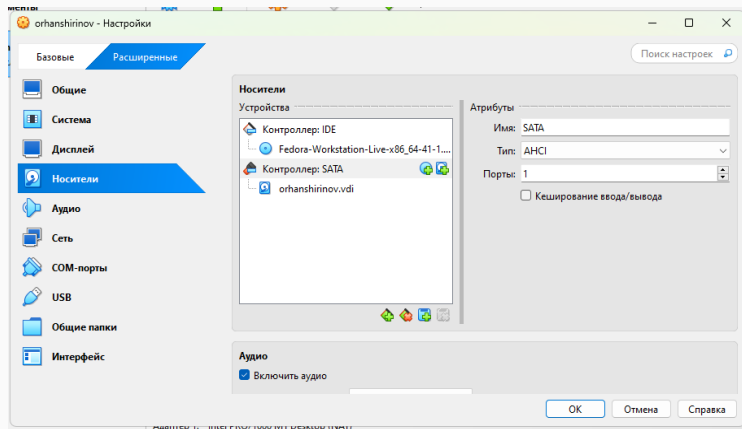 orhanshirinov - Настройки
Базовые
Расширенные
Поиск настроек
Общие
Система
Дисплей
Носители
Аудио
Сеть
COM-порты
USB
Общие папки
Интерфейс
Носители
Устройства
Контроллер: IDE
Fedora-Workstation-Live-x86_64-41-1....
Контроллер: SATA
orhanshirinov.vdi
Атрибуты
Имя: SATA
Тип: AHCI
Порты: 1
Кеширование ввода/вывода
Аудио
Включить аудио
OK
Отмена
Справка